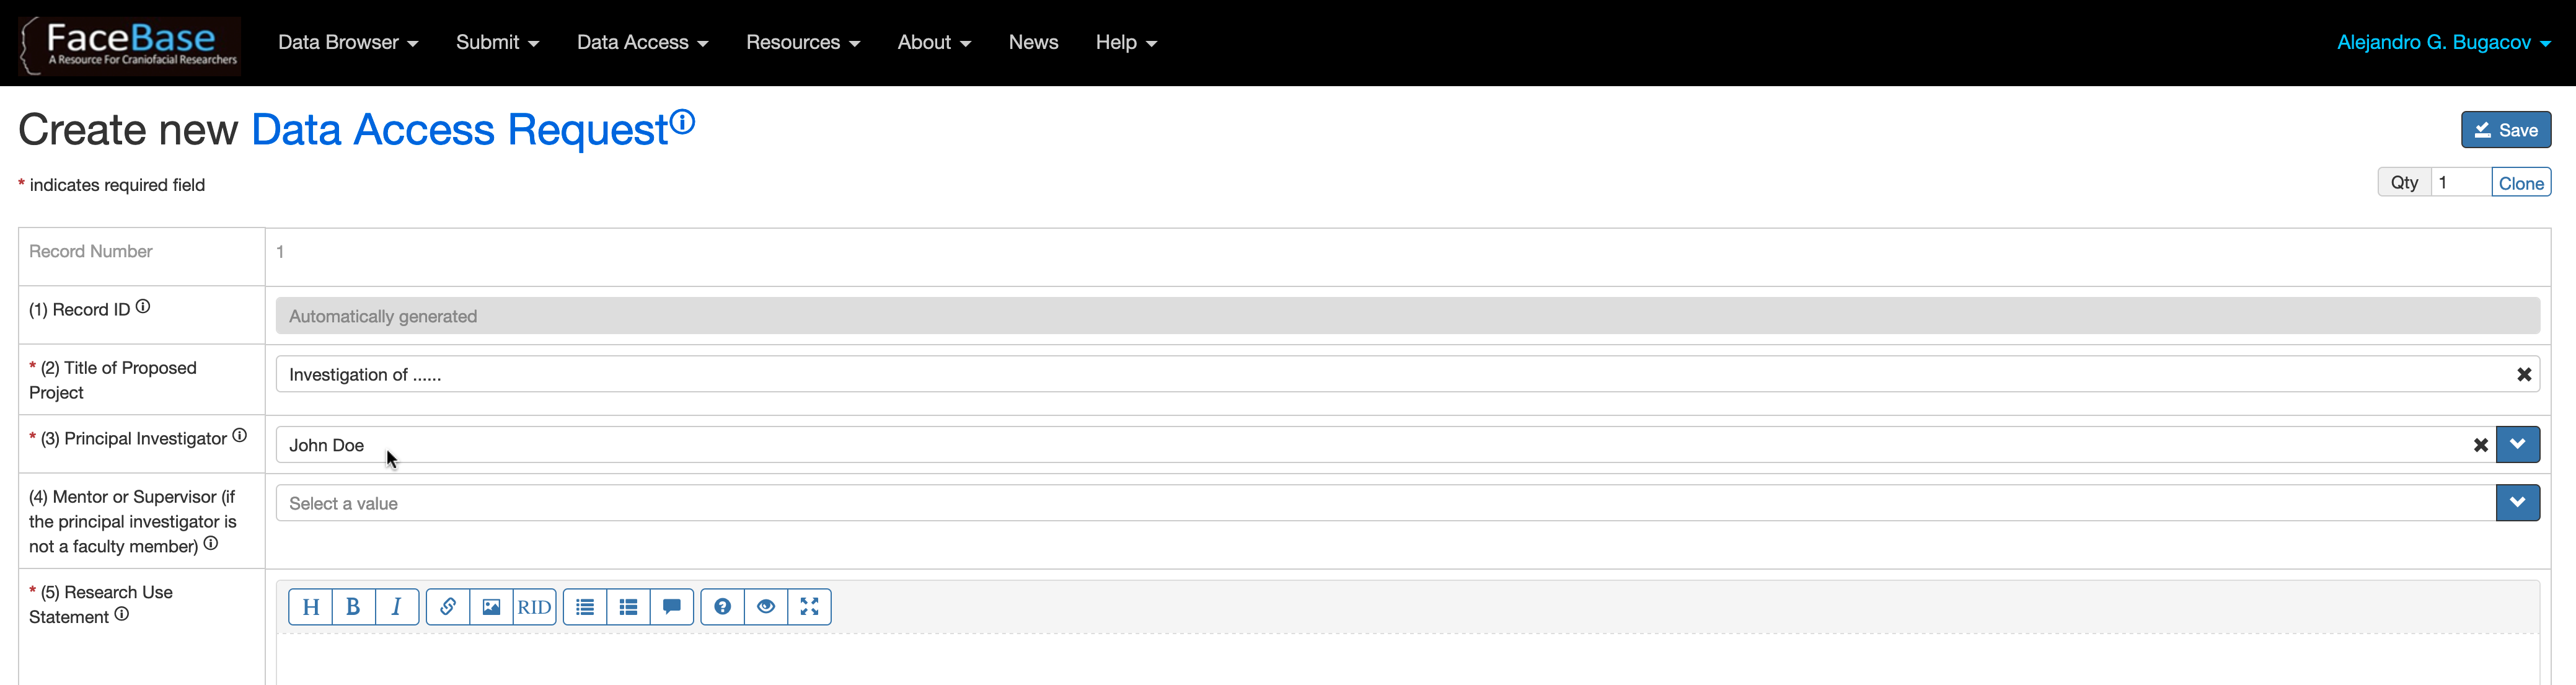 FaceBase
A Resource For Craniofacial Researchers
Data Browser
Submit
Data Access
Resources
About
News
Help
Alejandro G. Bugacov
Create new Data Access Request
Save
* indicates required field
Qty 1 Clone
Record Number
1
(1) Record ID
Automatically generated
* (2) Title of Proposed
Project
Investigation of ......
* (3) Principal Investigator
John Doe
(4) Mentor or Supervisor (if
the principal investigator is
not a faculty member)
Select a value
* (5) Research Use
Statement
H B I RID